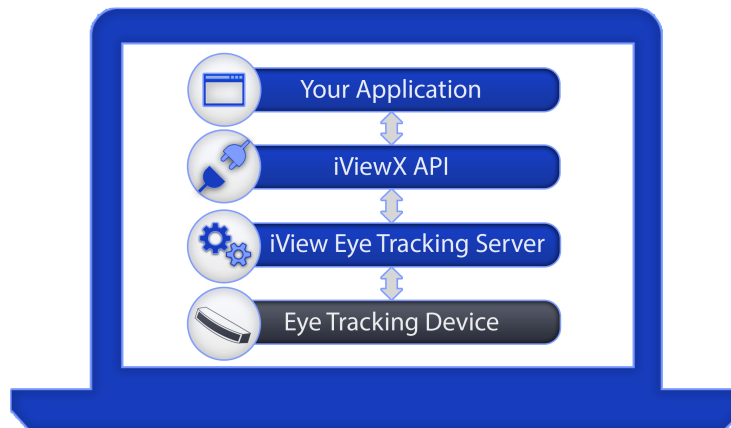 Your Application
iViewX API
iView Eye Tracking Server
Eye Tracking Device